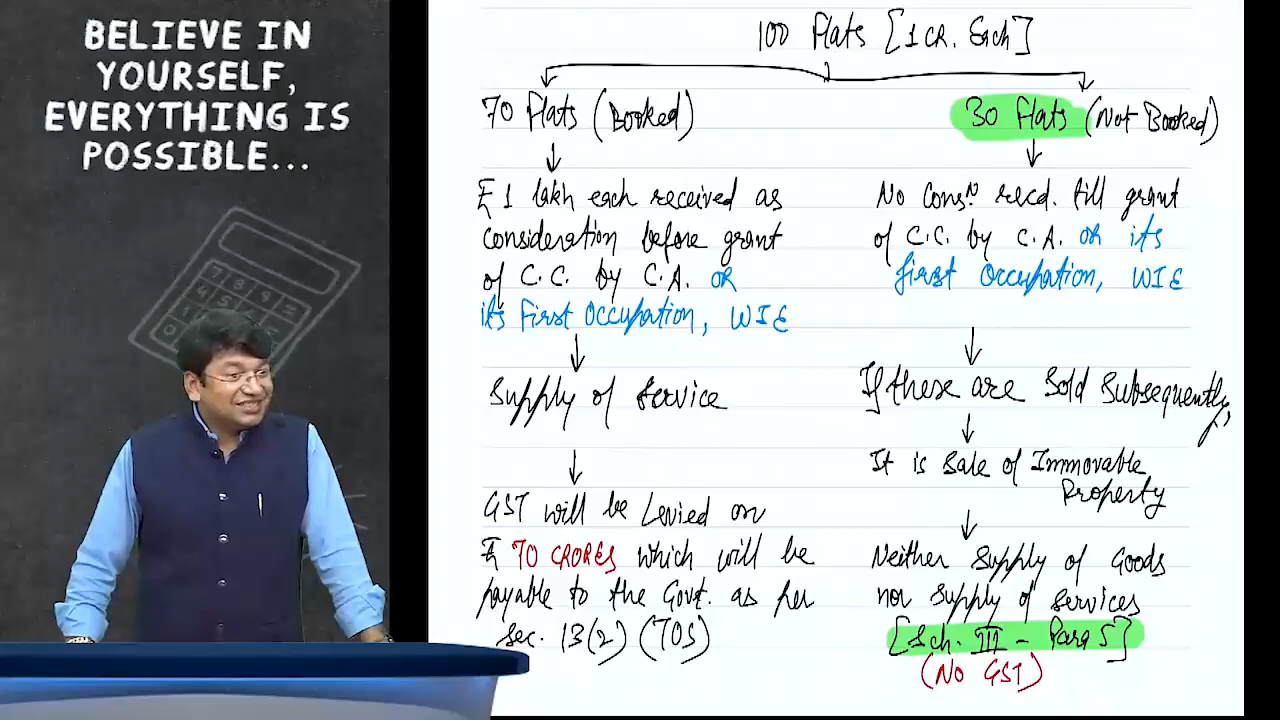 BELIEVE IN
YOURSELF,
EVERYTHING IS
POSSIBLE...
100 Flats [1 CR. Each]
70 Flats (Booked)
₹ 1 lakh each received as
consideration before grant
of C.C. by C.A. OR
its First Occupation, WIE
Supply of Service
GST will be Levied on
₹ 70 CRORES which will be
payable to the Govt. as per
Sec. 13(2) (TOS)
30 Flats (Not Booked)
No Consn. recd. till grant
of C.C. by C.A. OR its
First Occupation, WIE
If these are Sold Subsequently,
It is Sale of Immovable
Property
Neither Supply of Goods
nor Supply of Services
[Sch. III - Para 5]
(No GST)